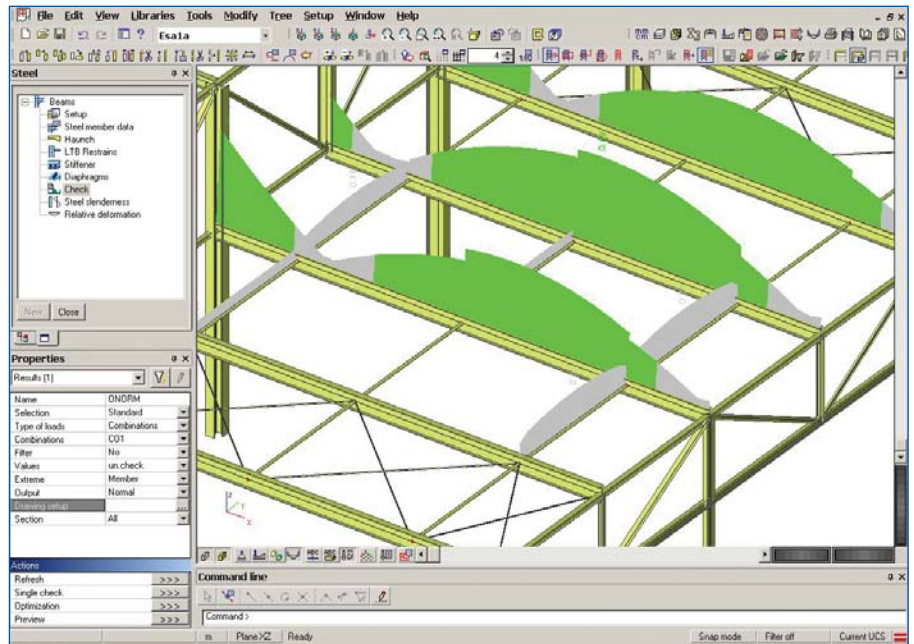 File Edit View Libraries Tools Modify Tree Setup Window Help
Esa1a
4
Steel
Beams
Setup
Steel member data
Haunch
LTB Restrains
Stiffener
Diaphragms
Check
Steel slenderness
Relative deformation
New Close
Properties
Results (1)
Name ONORM
Selection Standard
Type of loads Combinations
Combinations CO1
Filter No
Values un.check
Extreme Member
Output Normal
Drawing setup ...
Section All
Actions
Refresh >>>
Single check >>>
Optimization >>>
Preview >>>
Z
Y
X
Command line
Command >
m Plane XZ Ready Snap mode Filter off Current UCS